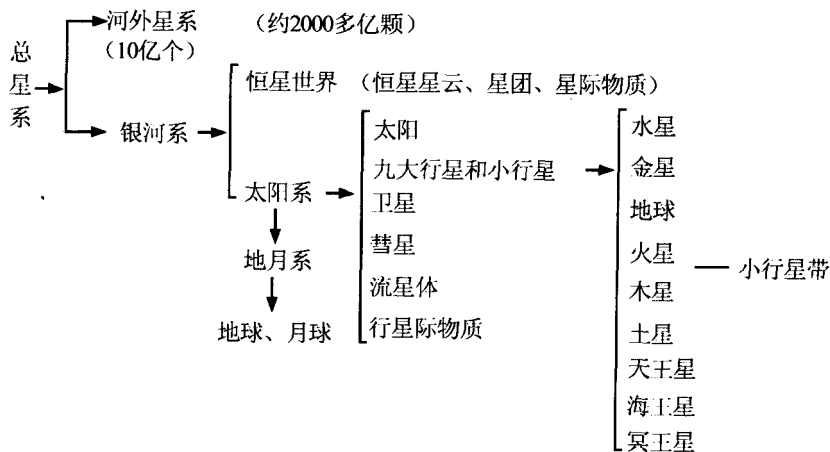 总星系
河外星系 （约2000多亿颗）
（10亿个）
银河系
恒星世界 （恒星星云、星团、星际物质）
太阳系
地月系
地球、月球
太阳
九大行星和小行星
卫星
彗星
流星体
行星际物质
水星
金星
地球
火星
木星
土星
天王星
海王星
冥王星
小行星带